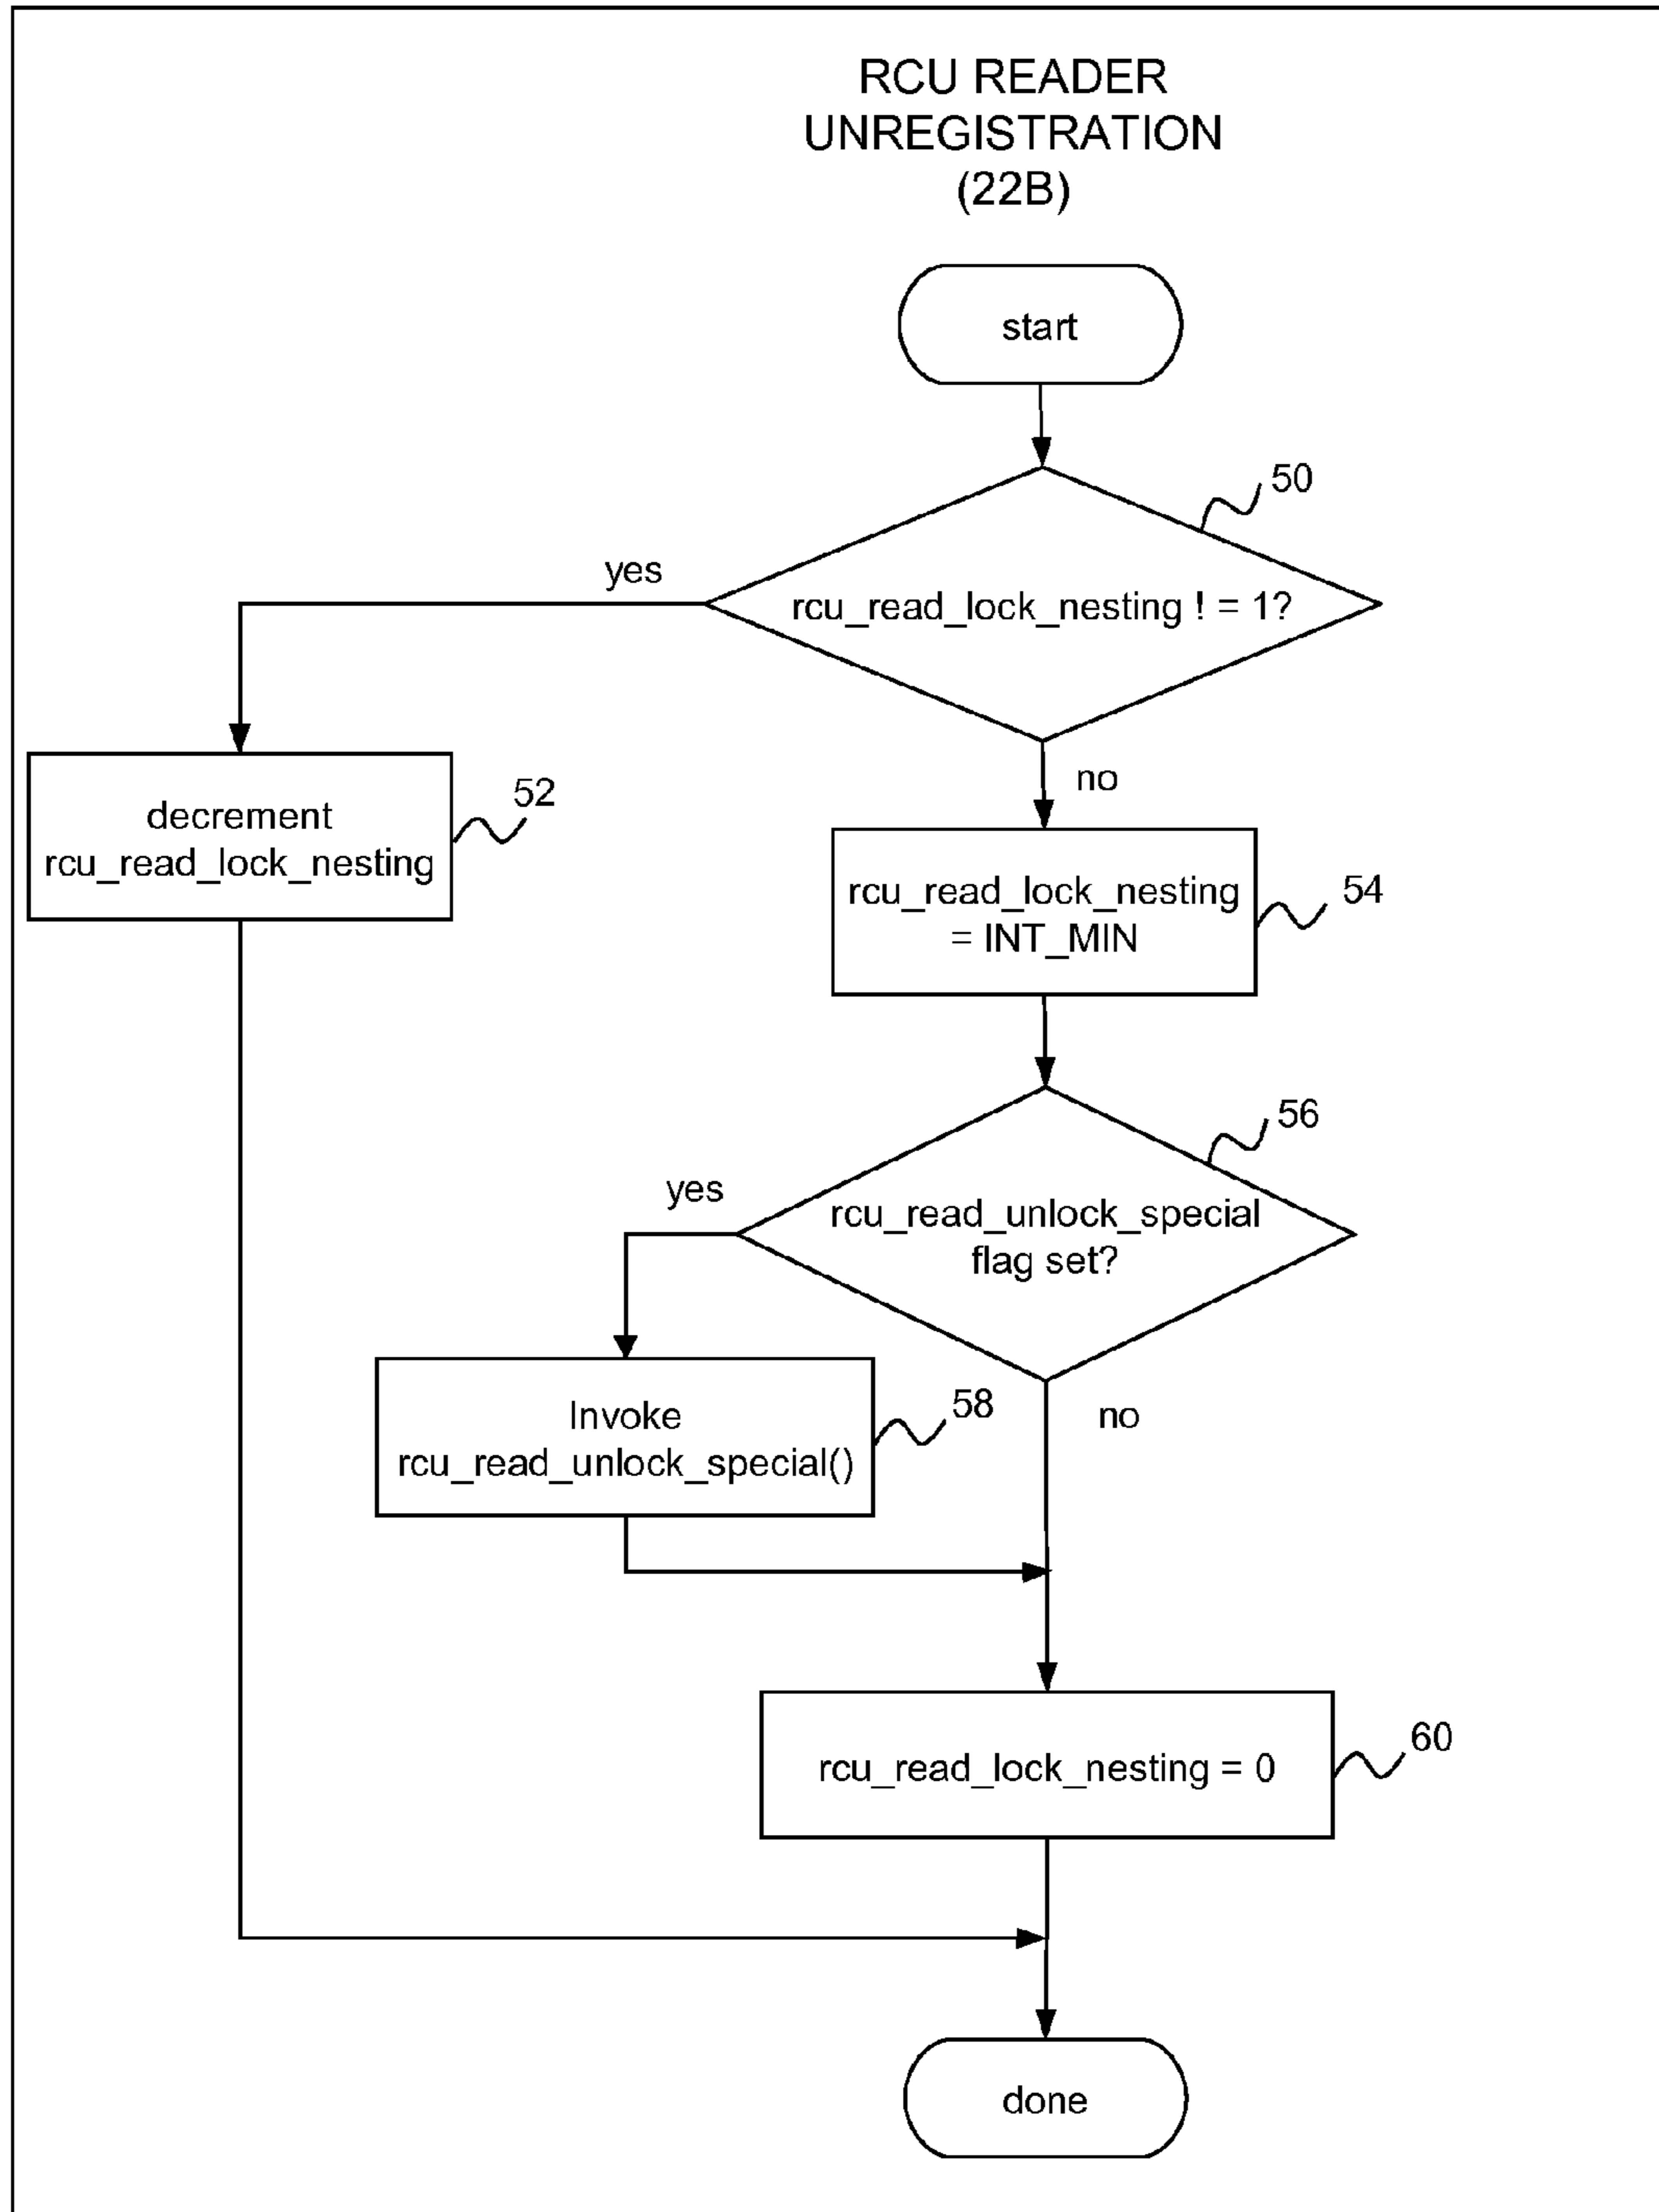 RCU READER
UNREGISTRATION
(22B)
start
50
yes
rcu_read_lock_nesting ! = 1?
no
52
decrement
rcu_read_lock_nesting
54
rcu_read_lock_nesting
= INT_MIN
56
yes
rcu_read_unlock_special
flag set?
no
58
Invoke
rcu_read_unlock_special()
60
rcu_read_lock_nesting = 0
done